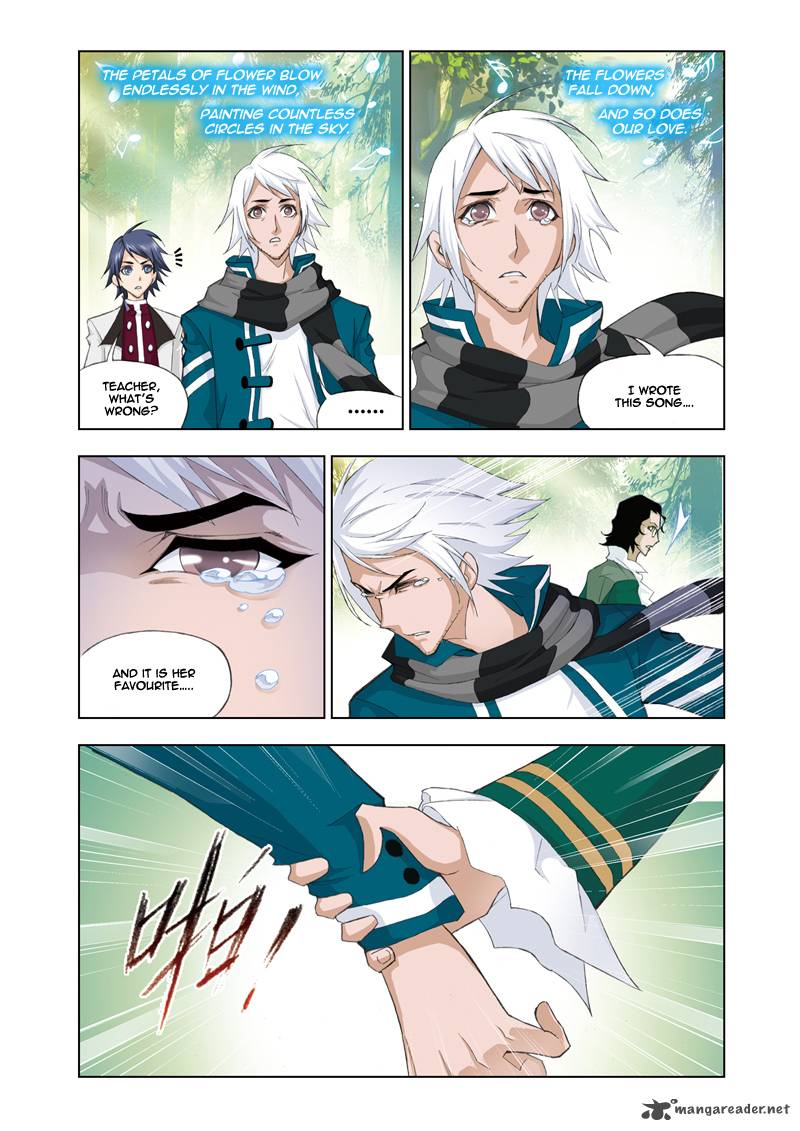 THE PETALS OF FLOWER BLOW
ENDLESSLY IN THE WIND,
PAINTING COUNTLESS
CIRCLES IN THE SKY.
TEACHER,
WHAT'S
WRONG?
......
THE FLOWERS
FALL DOWN,
AND SO DOES
OUR LOVE.
I WROTE
THIS SONG....
AND IT IS HER
FAVOURITE.....
mangareader.net